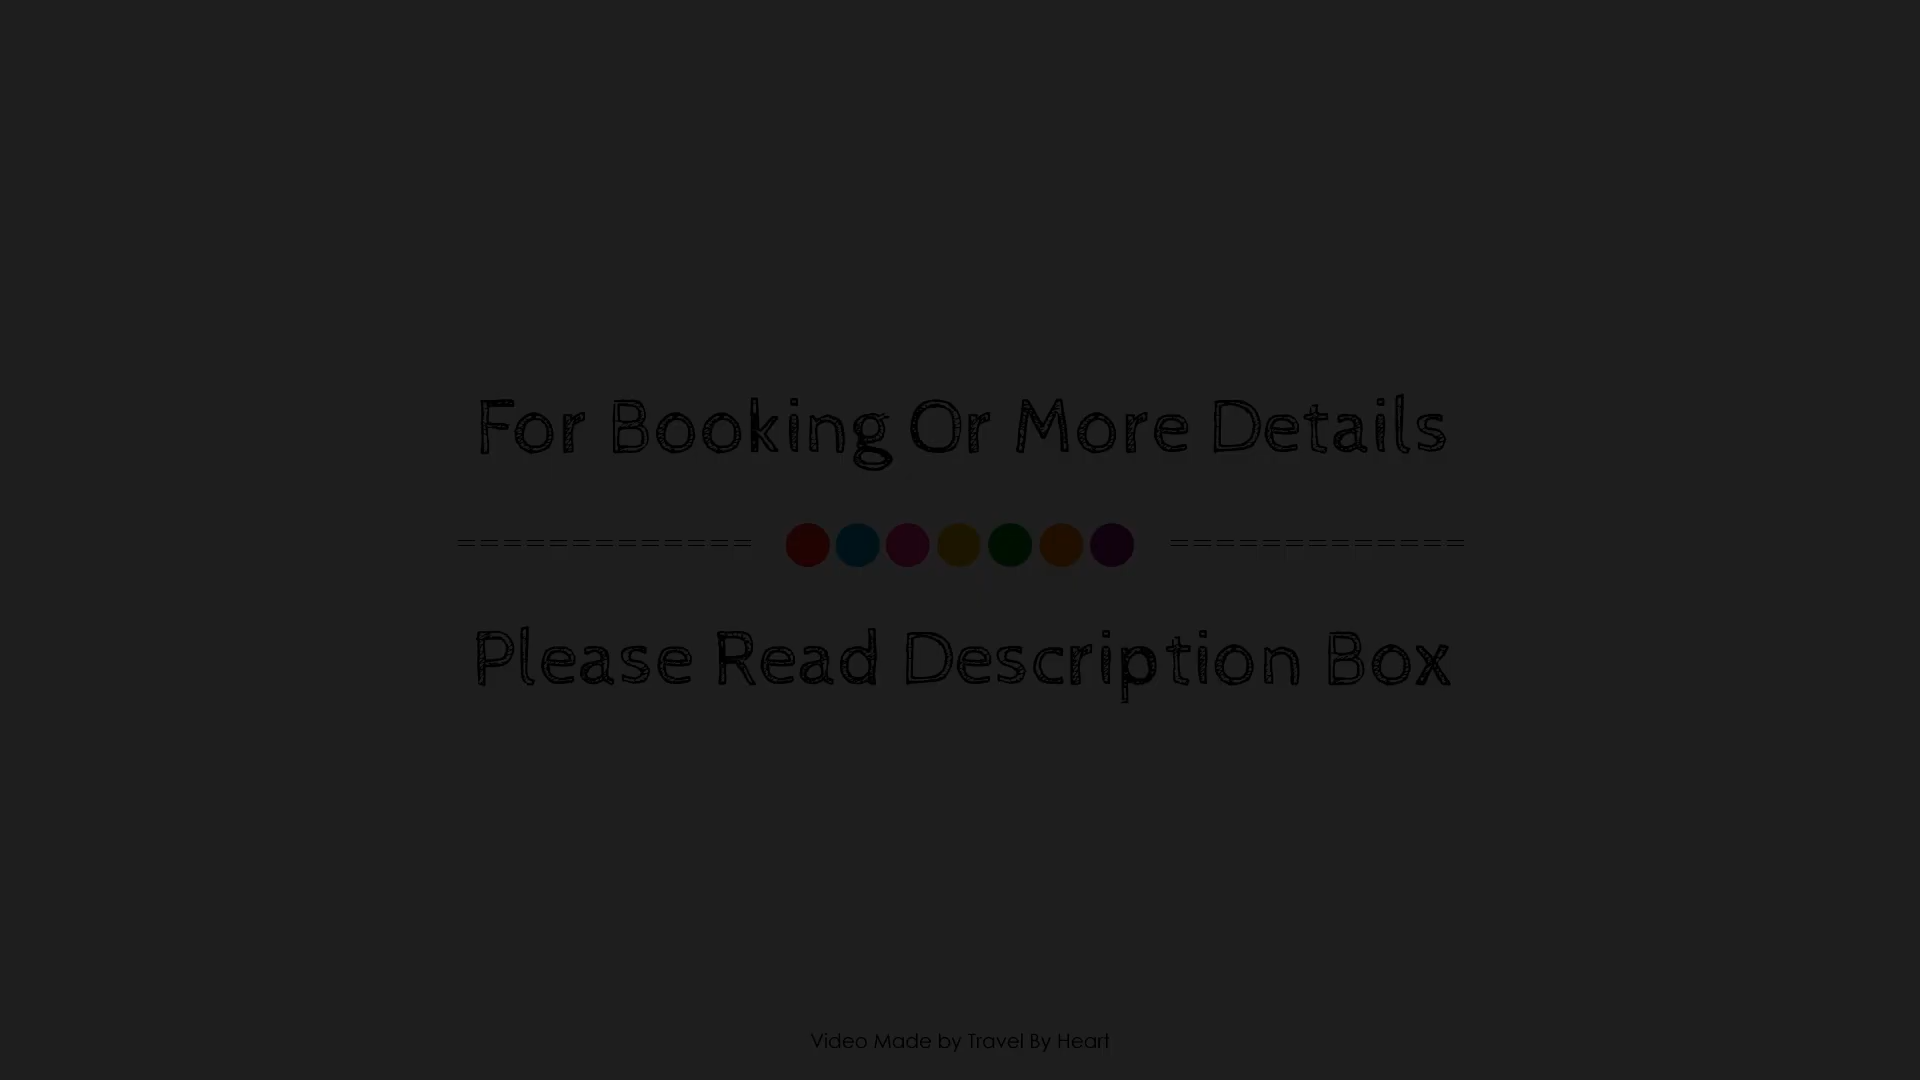 For Booking Or More Details
============= =============
Please Read Description Box
Video Made by Travel By Heart